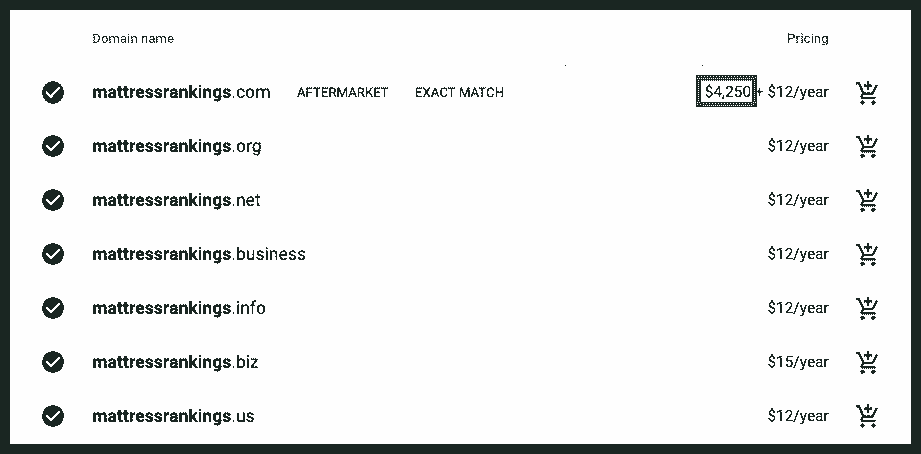 Domain name Pricing
mattressrankings.com AFTERMARKET EXACT MATCH $4,250 + $12/year
mattressrankings.org $12/year
mattressrankings.net $12/year
mattressrankings.business $12/year
mattressrankings.info $12/year
mattressrankings.biz $15/year
mattressrankings.us $12/year